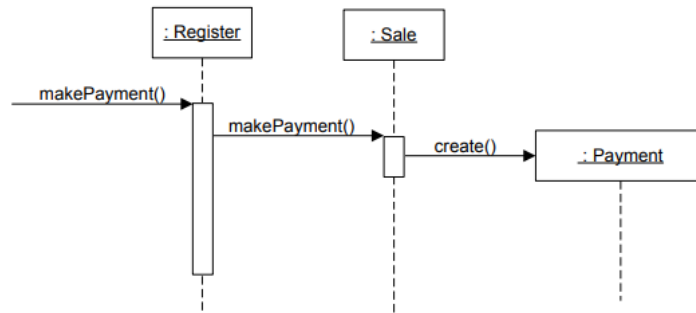 : Register
: Sale
makePayment()
makePayment()
create()
: Payment